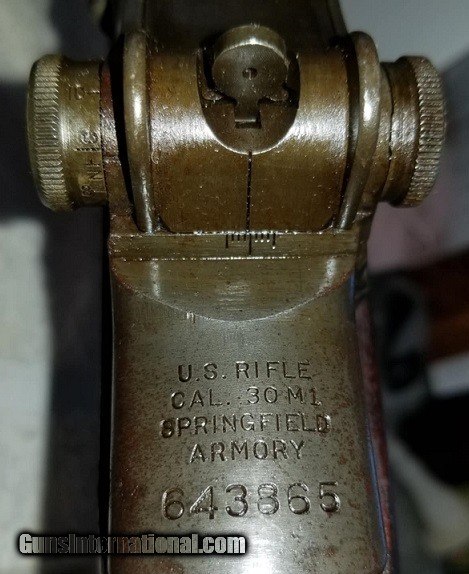 U.S. RIFLE
CAL. .30 M1
SPRINGFIELD
ARMORY
643865
GunsInternational.com